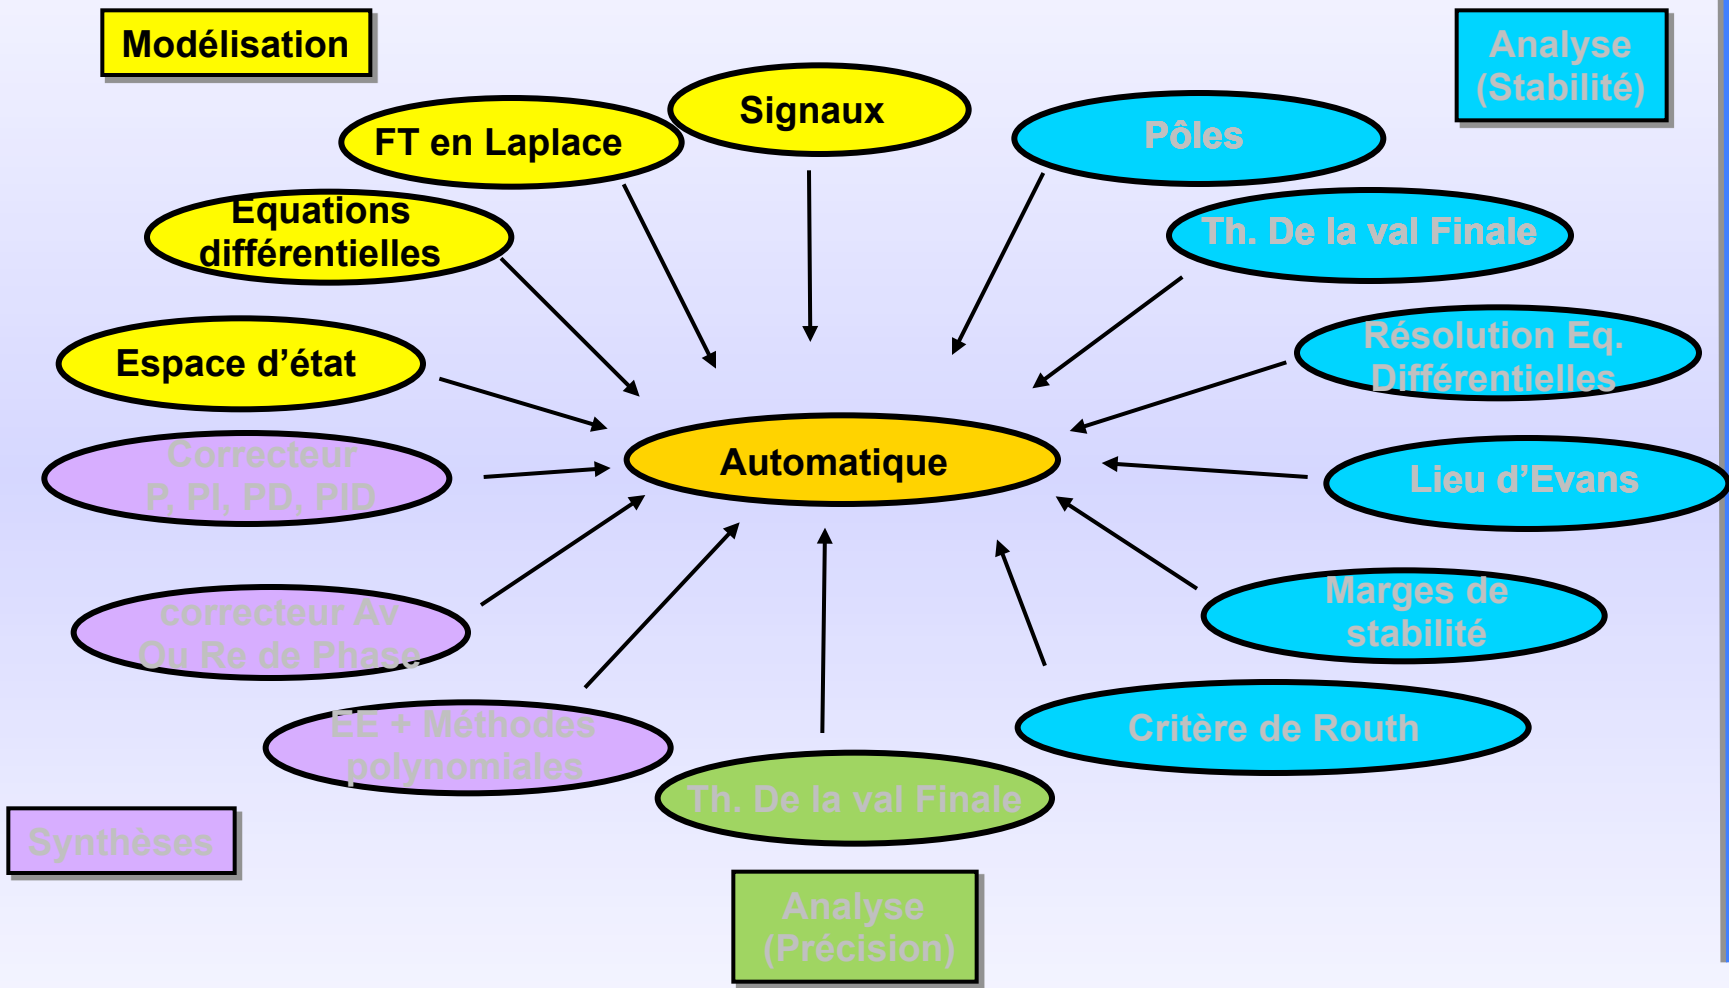 Modélisation
Analyse
(Stabilité)
Signaux
FT en Laplace
Pôles
Equations
différentielles
Th. De la val Finale
Résolution Eq.
Différentielles
Espace d’état
Automatique
Correcteur
P, PI, PD, PID
Lieu d’Evans
correcteur Av
Ou Re de Phase
Marges de
stabilité
EE + Méthodes
polynomiales
Critère de Routh
Th. De la val Finale
Synthèses
Analyse
(Précision)